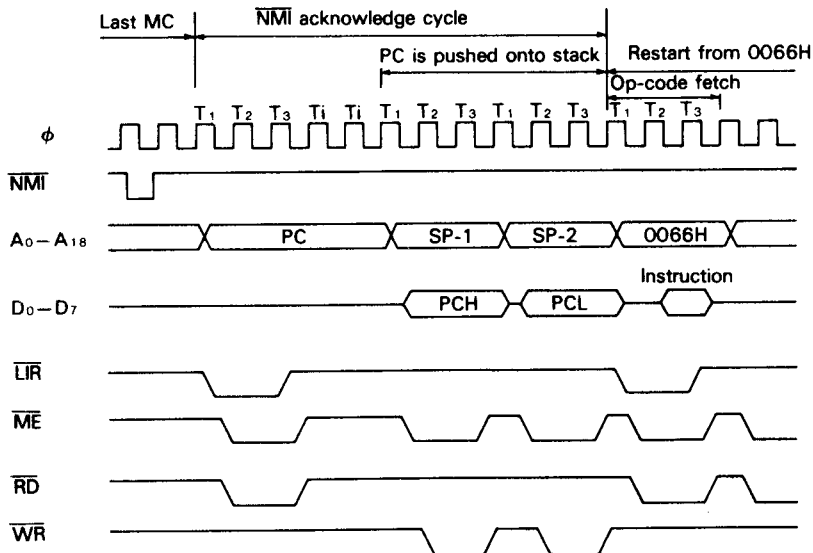 Last MC
NMI acknowledge cycle
PC is pushed onto stack
Restart from 0066H
Op-code fetch
T1 T2 T3 Ti Ti T1 T2 T3 T1 T2 T3 T1 T2 T3
φ
NMI
A0–A18 PC SP-1 SP-2 0066H
Instruction
D0–D7 PCH PCL
LIR
ME
RD
WR